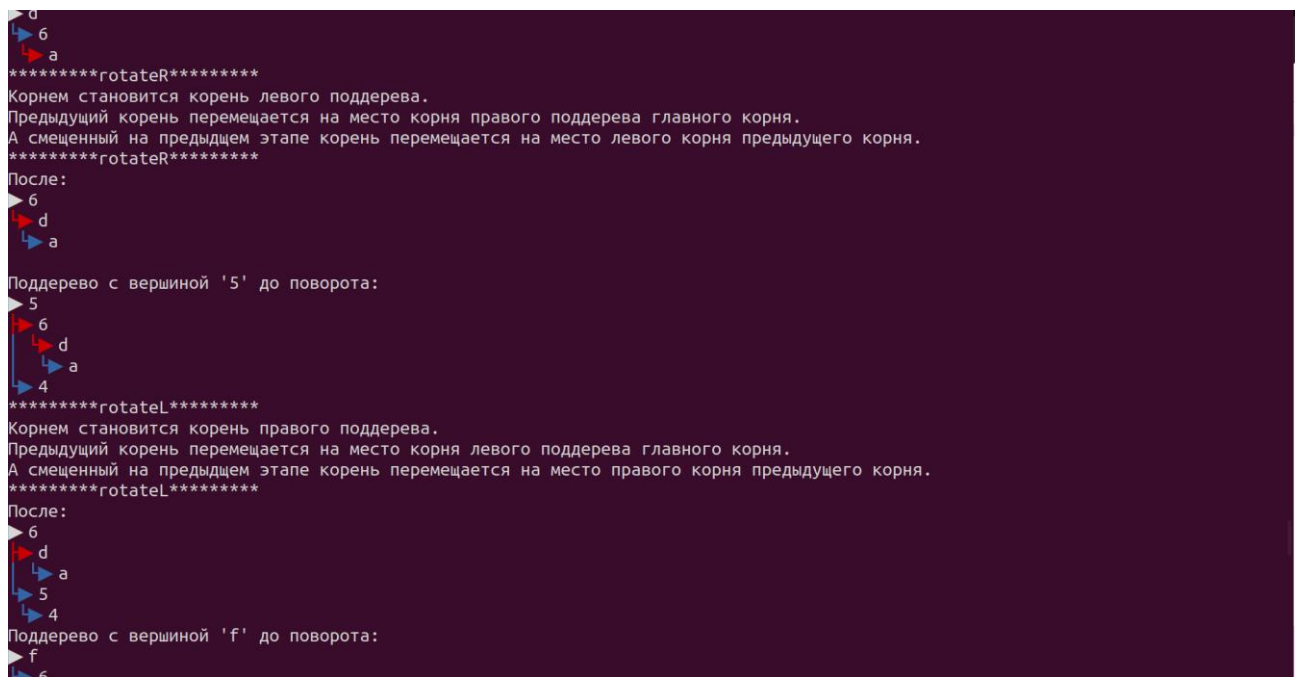 ▶ d
└▶ 6
 └▶ a
*********rotateR*********
Корнем становится корень левого поддерева.
Предыдущий корень перемещается на место корня правого поддерева главного корня.
А смещенный на предыдщем этапе корень перемещается на место левого корня предыдущего корня.
*********rotateR*********
После:
▶ 6
└▶ d
 └▶ a
Поддерево с вершиной '5' до поворота:
▶ 5
├▶ 6
│ └▶ d
│  └▶ a
└▶ 4
*********rotateL*********
Корнем становится корень правого поддерева.
Предыдущий корень перемещается на место корня левого поддерева главного корня.
А смещенный на предыдщем этапе корень перемещается на место правого корня предыдущего корня.
*********rotateL*********
После:
▶ 6
├▶ d
│ └▶ a
└▶ 5
 └▶ 4
Поддерево с вершиной 'f' до поворота:
▶ f
└▶ 6